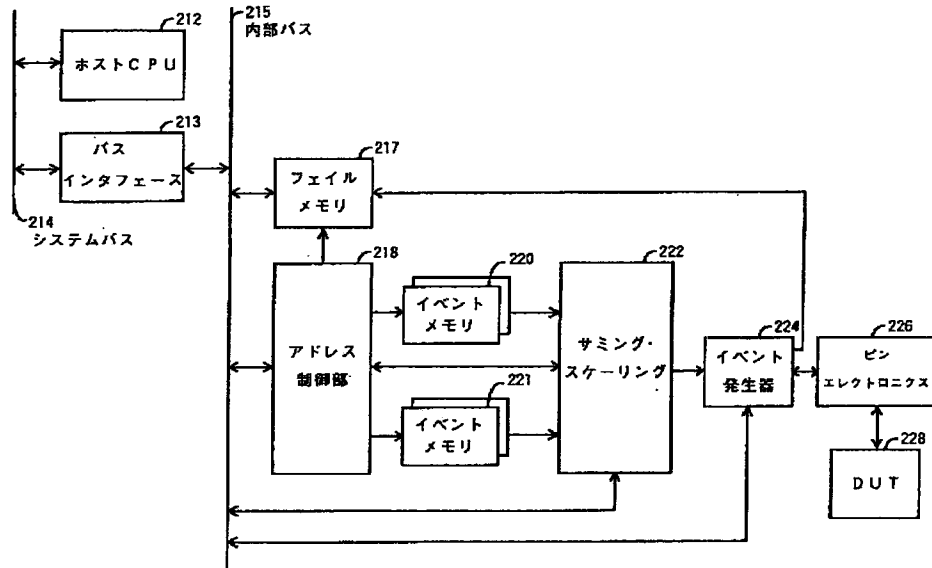 212
ホストCPU
213
バス
インタフェース
214
システムバス
215
内部バス
217
フェイル
メモリ
218
アドレス
制御部
220
イベント
メモリ
221
イベント
メモリ
222
サミング・
スケーリング
224
イベント
発生器
226
ピン
エレクトロニクス
228
DUT